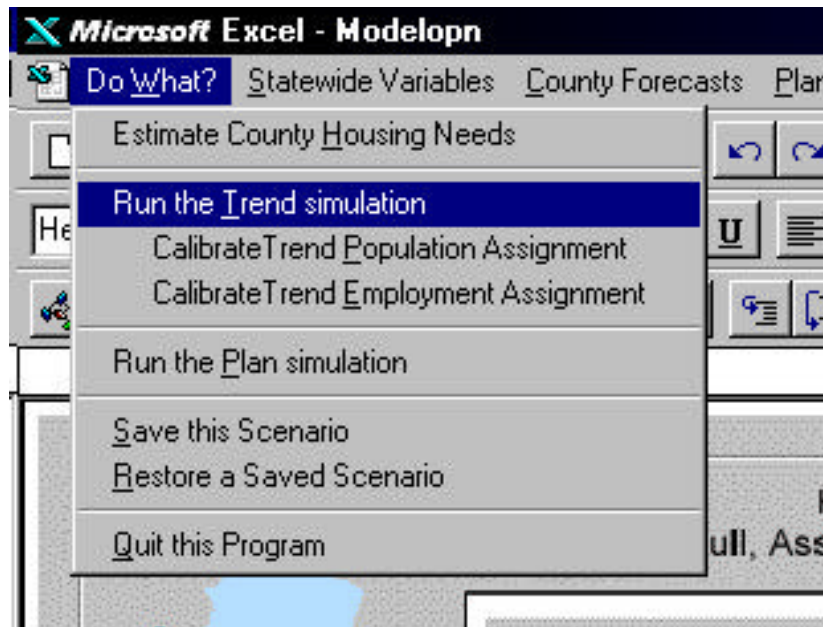 Microsoft Excel - Modelopn
Do What? Statewide Variables County Forecasts
Estimate County Housing Needs
Run the Trend simulation
He
U
CalibrateTrend Population Assignment
CalibrateTrend Employment Assignment
Run the Plan simulation
Save this Scenario
Restore a Saved Scenario
Quit this Program